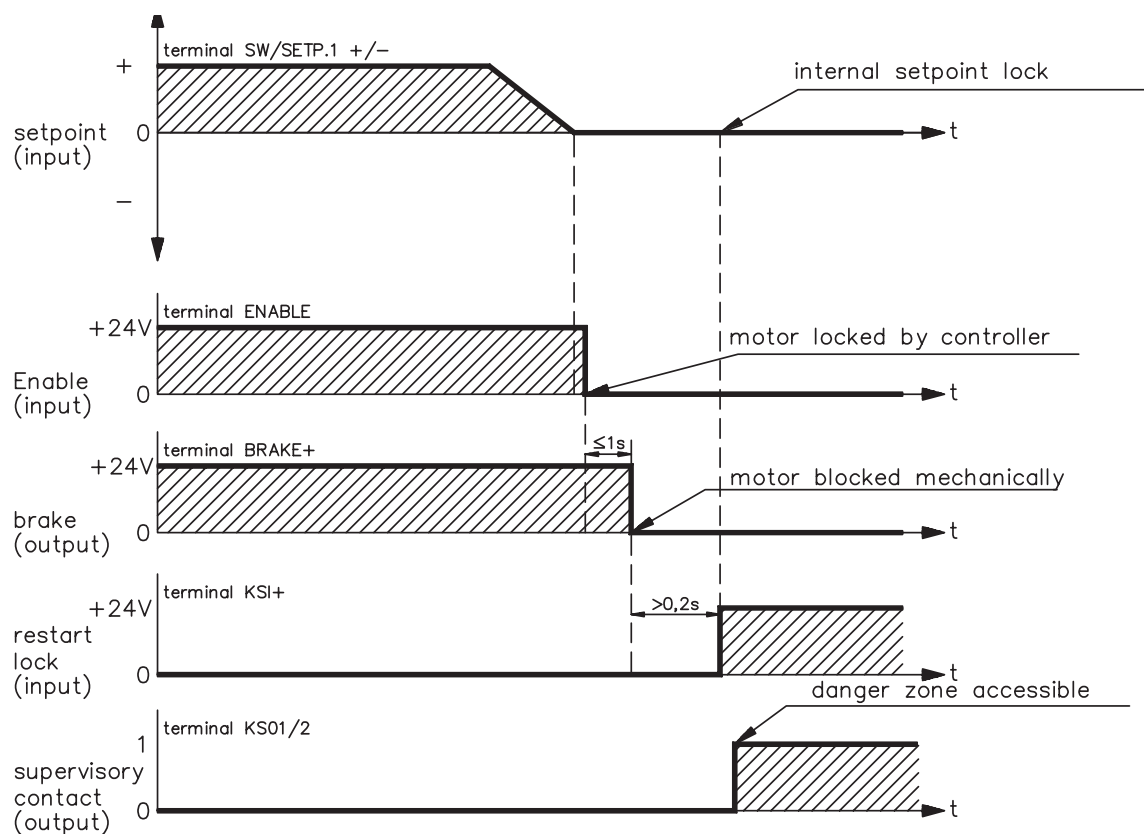 terminal SW/SETP.1 +/-
+
internal setpoint lock
setpoint
(input)
0
t
-
terminal ENABLE
+24V
motor locked by controller
Enable
(input)
0
t
terminal BRAKE+
≤1s
+24V
motor blocked mechanically
brake
(output)
0
t
terminal KSI+
+24V
>0,2s
restart
lock
(input)
0
t
danger zone accessible
terminal KS01/2
1
supervisory
contact
(output)
0
t